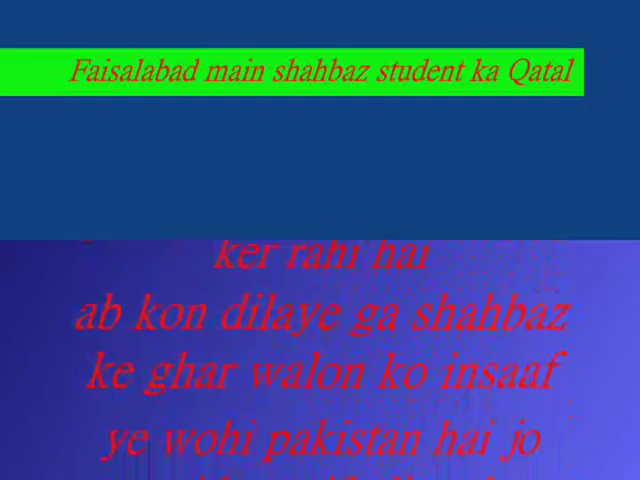 Faisalabad main shahbaz student ka Qatal
ker rahi hai
ab kon dilaye ga shahbaz
ke ghar walon ko insaaf
ye wohi pakistan hai jo